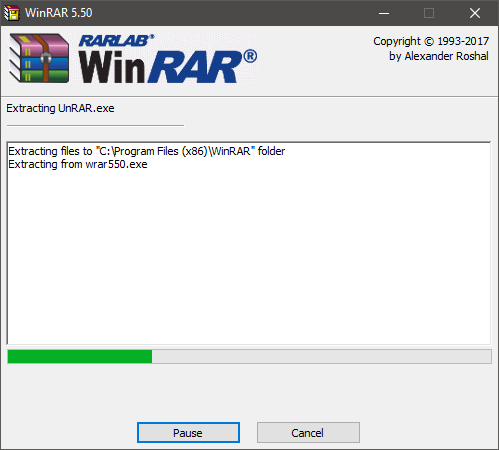 WinRAR 5.50
RARLAB®
WinRAR®
Copyright © 1993-2017
by Alexander Roshal
Extracting UnRAR.exe
Extracting files to "C:\Program Files (x86)\WinRAR" folder
Extracting from wrar550.exe
Pause
Cancel